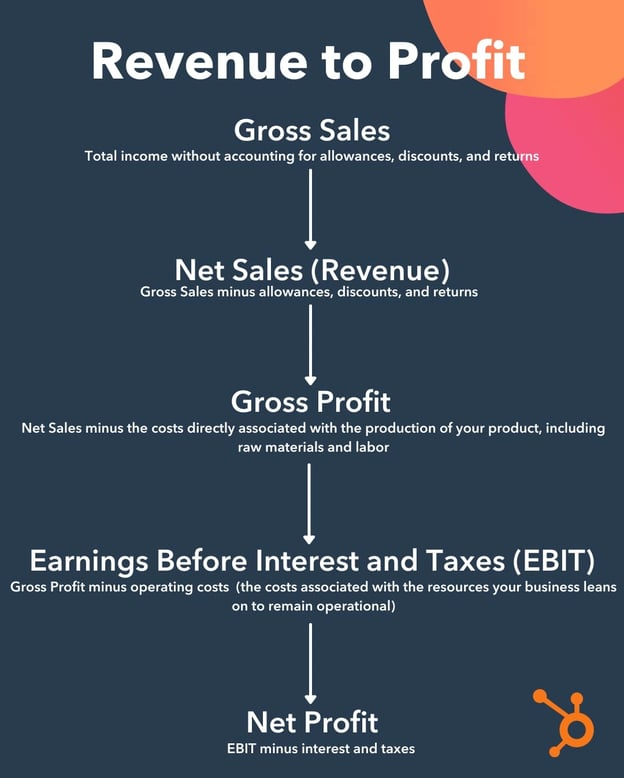 Revenue to Profit
Gross Sales
Total income without accounting for allowances, discounts, and returns
Net Sales (Revenue)
Gross Sales minus allowances, discounts, and returns
Gross Profit
Net Sales minus the costs directly associated with the production of your product, including
raw materials and labor
Earnings Before Interest and Taxes (EBIT)
Gross Profit minus operating costs  (the costs associated with the resources your business leans
on to remain operational)
Net Profit
EBIT minus interest and taxes